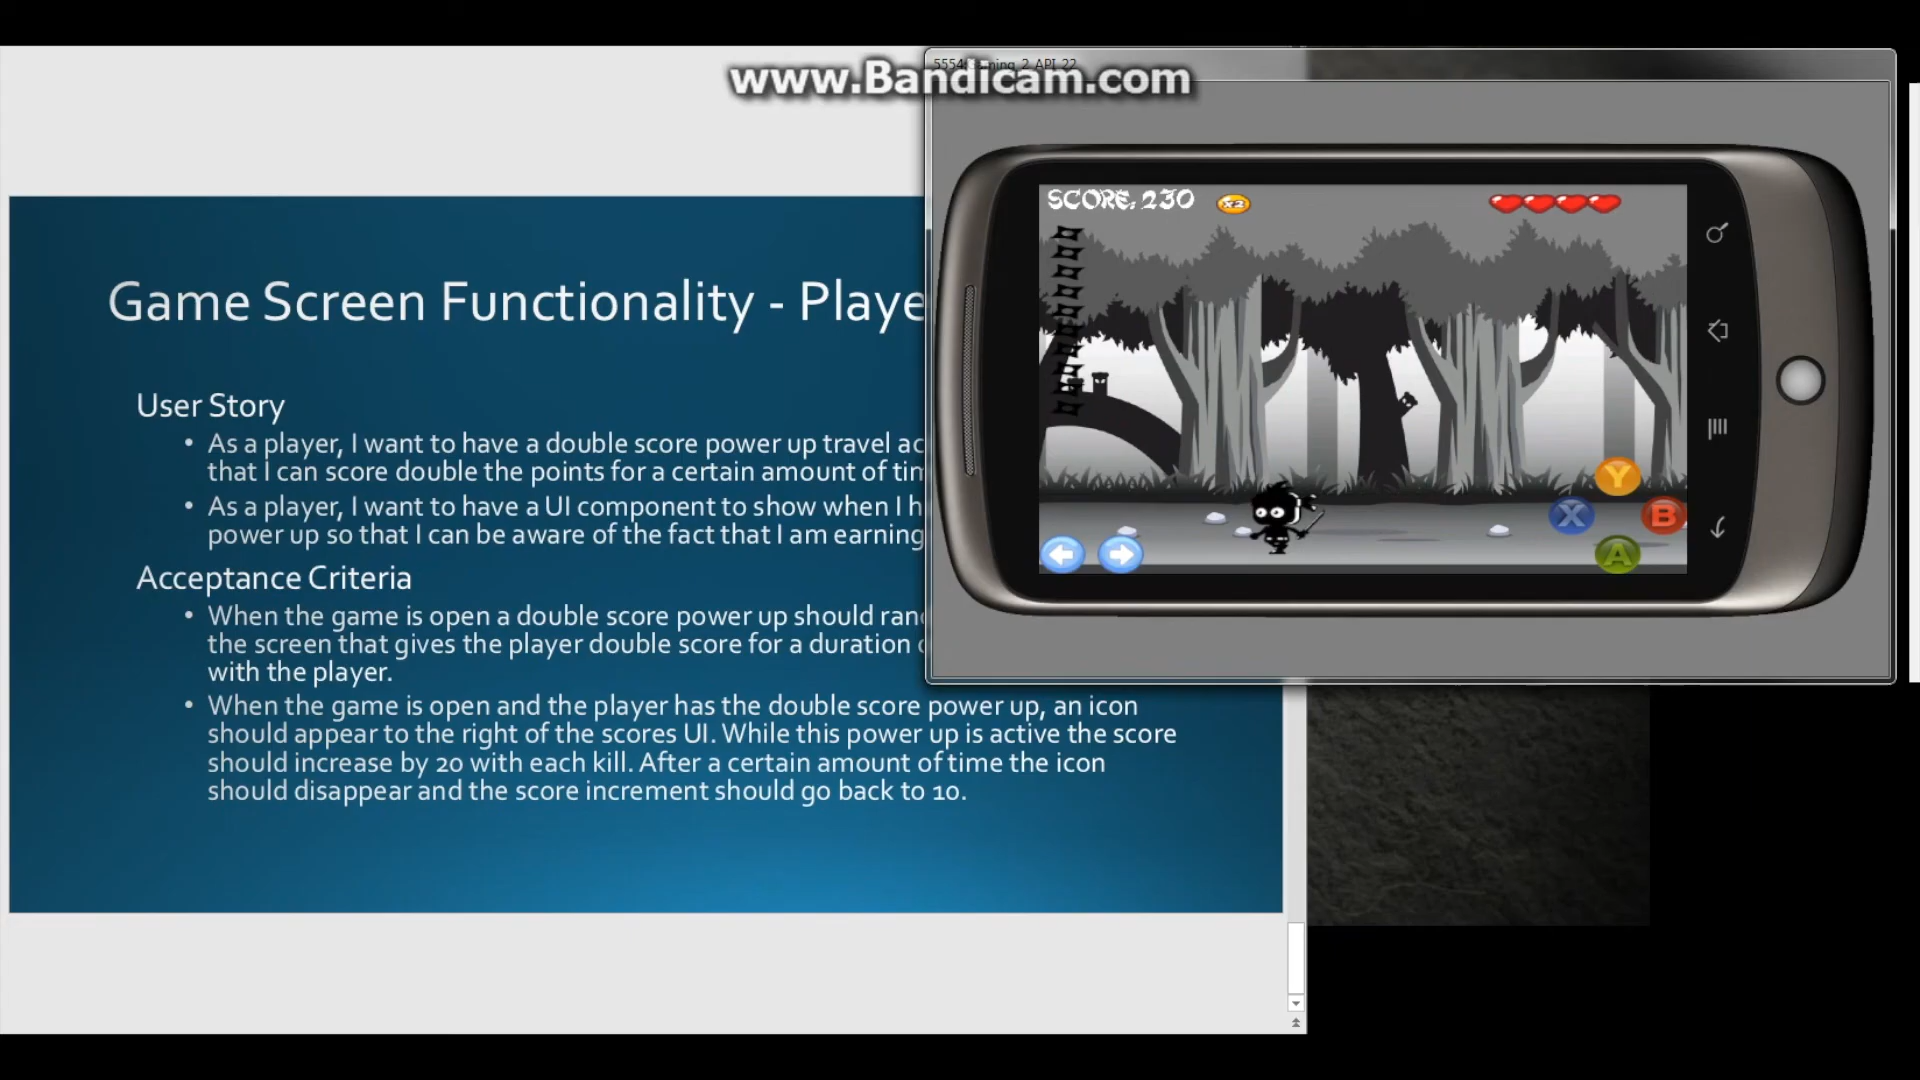 www.Bandicam.com
SCORE: 230
x2
Game Screen Functionality - Playe
User Story
• As a player, I want to have a double score power up travel ac
that I can score double the points for a certain amount of tim
• As a player, I want to have a UI component to show when I h
power up so that I can be aware of the fact that I am earning
Acceptance Criteria
• When the game is open a double score power up should ran
the screen that gives the player double score for a duration
with the player.
• When the game is open and the player has the double score power up, an icon
should appear to the right of the scores UI. While this power up is active the score
should increase by 20 with each kill. After a certain amount of time the icon
should disappear and the score increment should go back to 10.
Y
X
B
A